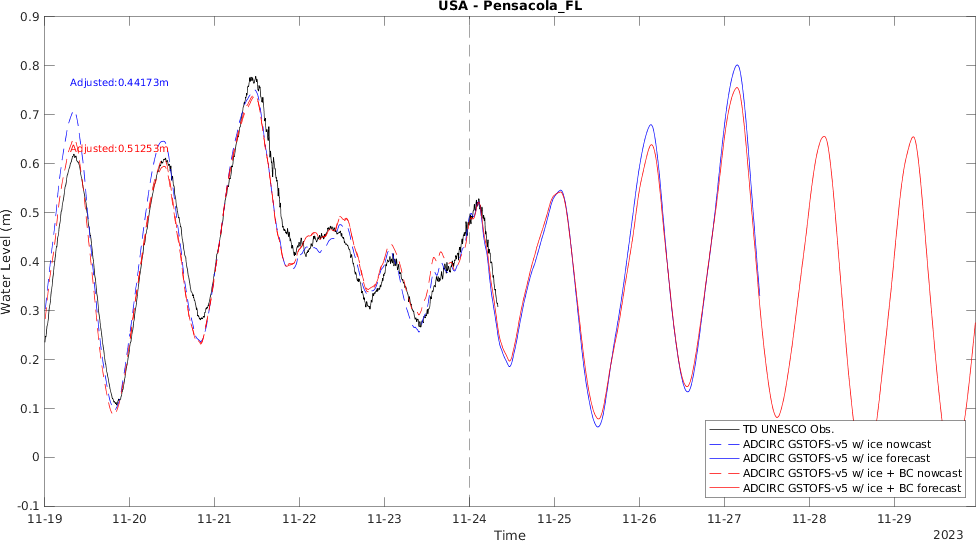 USA - Pensacola_FL
0.9
0.8
0.7
0.6
0.5
0.4
0.3
0.2
0.1
0
-0.1
Water Level (m)
Adjusted:0.44173m
Adjusted:0.51253m
TD UNESCO Obs.
ADCIRC GSTOFS-v5 w/ ice nowcast
ADCIRC GSTOFS-v5 w/ ice forecast
ADCIRC GSTOFS-v5 w/ ice + BC nowcast
ADCIRC GSTOFS-v5 w/ ice + BC forecast
11-19 11-20 11-21 11-22 11-23 11-24 11-25 11-26 11-27 11-28 11-29
Time
2023